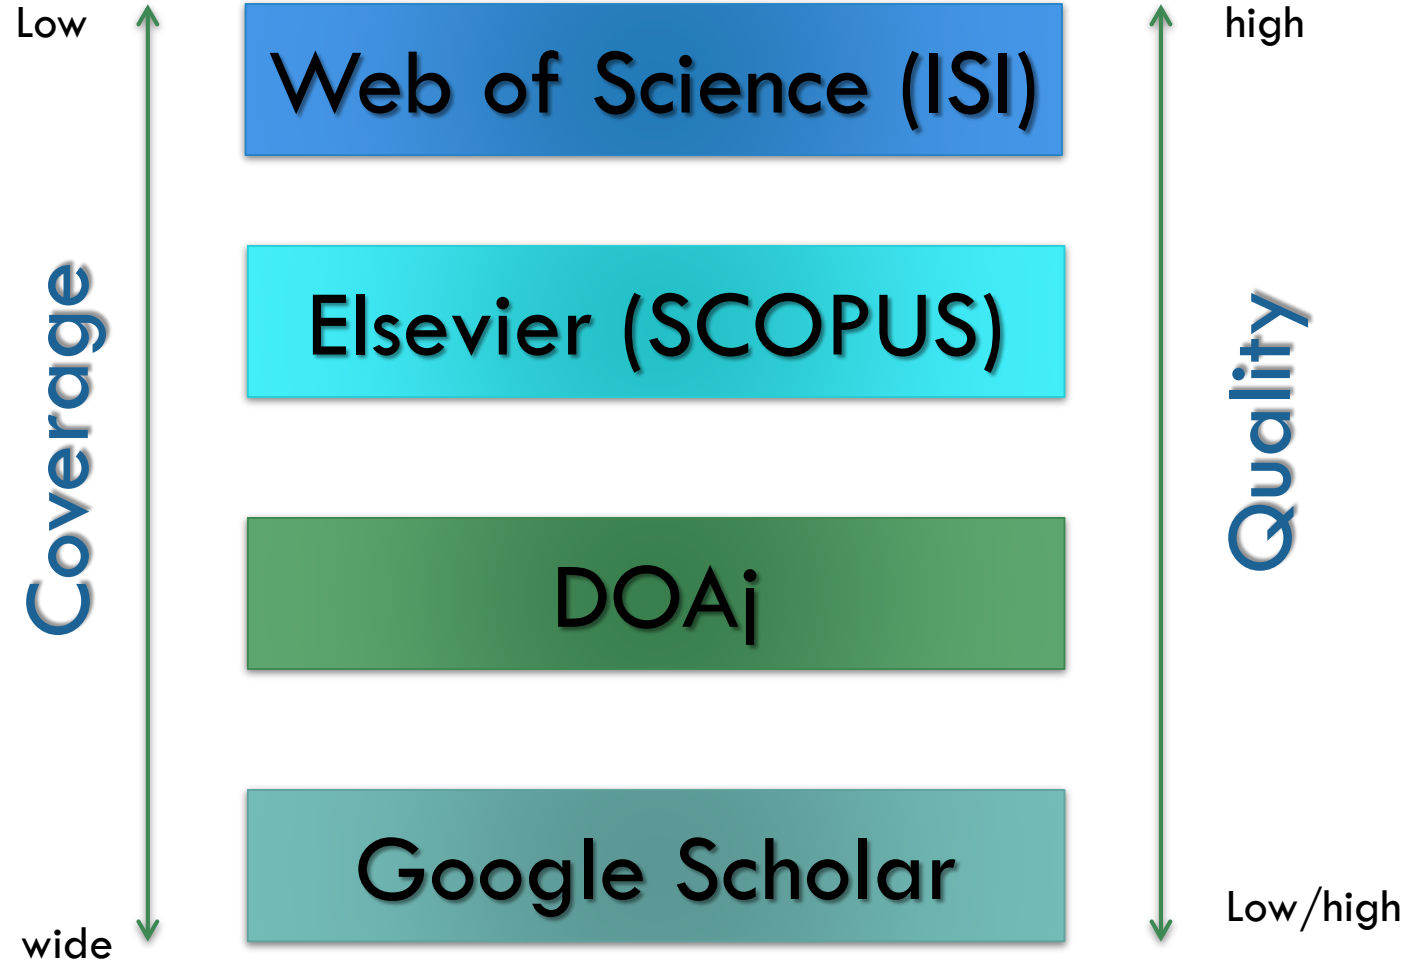 Low
high
Web of Science (ISI)
Elsevier (SCOPUS)
Coverage
Quality
DOAj
Google Scholar
Low/high
wide